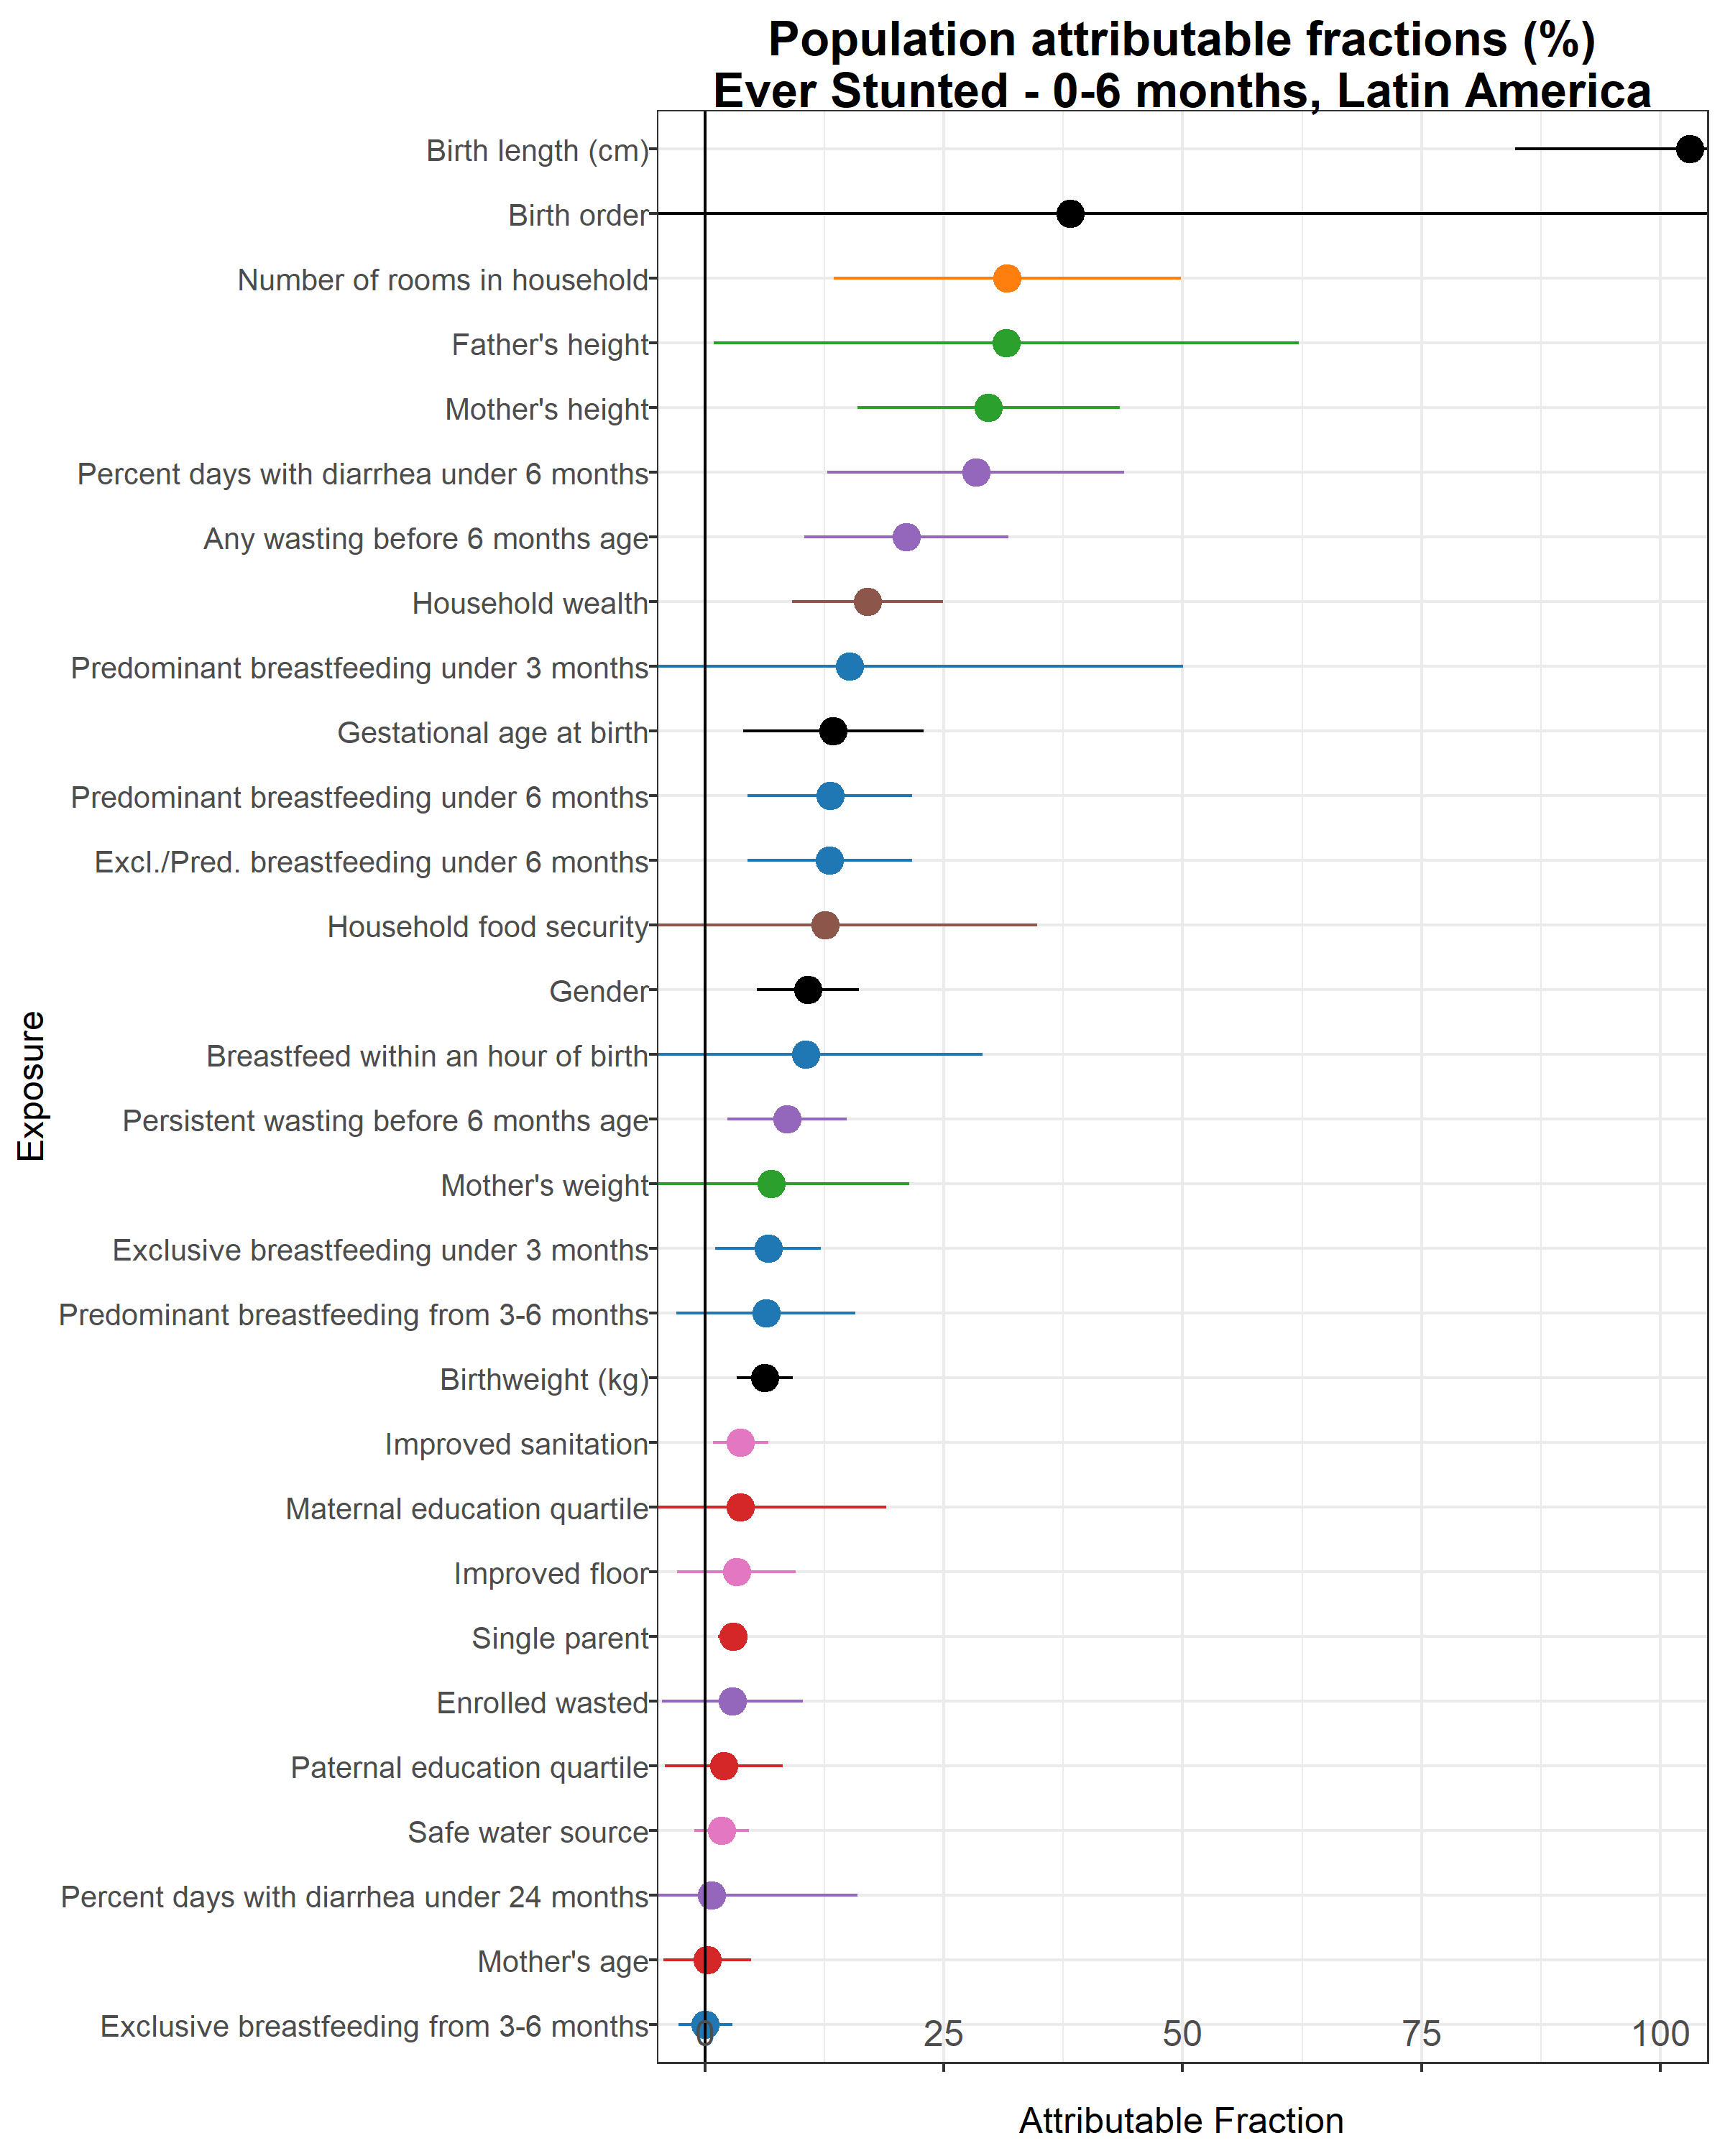 Population attributable fractions (%)
Ever Stunted - 0-6 months, Latin America
Birth length (cm)
Birth order
Number of rooms in household
Father's height
Mother's height
Percent days with diarrhea under 6 months
Any wasting before 6 months age
Household wealth
Predominant breastfeeding under 3 months
Gestational age at birth
Predominant breastfeeding under 6 months
Excl./Pred. breastfeeding under 6 months
Household food security
Gender
Breastfeed within an hour of birth
Persistent wasting before 6 months age
Mother's weight
Exclusive breastfeeding under 3 months
Predominant breastfeeding from 3-6 months
Birthweight (kg)
Improved sanitation
Maternal education quartile
Improved floor
Single parent
Enrolled wasted
Paternal education quartile
Safe water source
Percent days with diarrhea under 24 months
Mother's age
Exclusive breastfeeding from 3-6 months
Exposure
0 25 50 75 100
Attributable Fraction